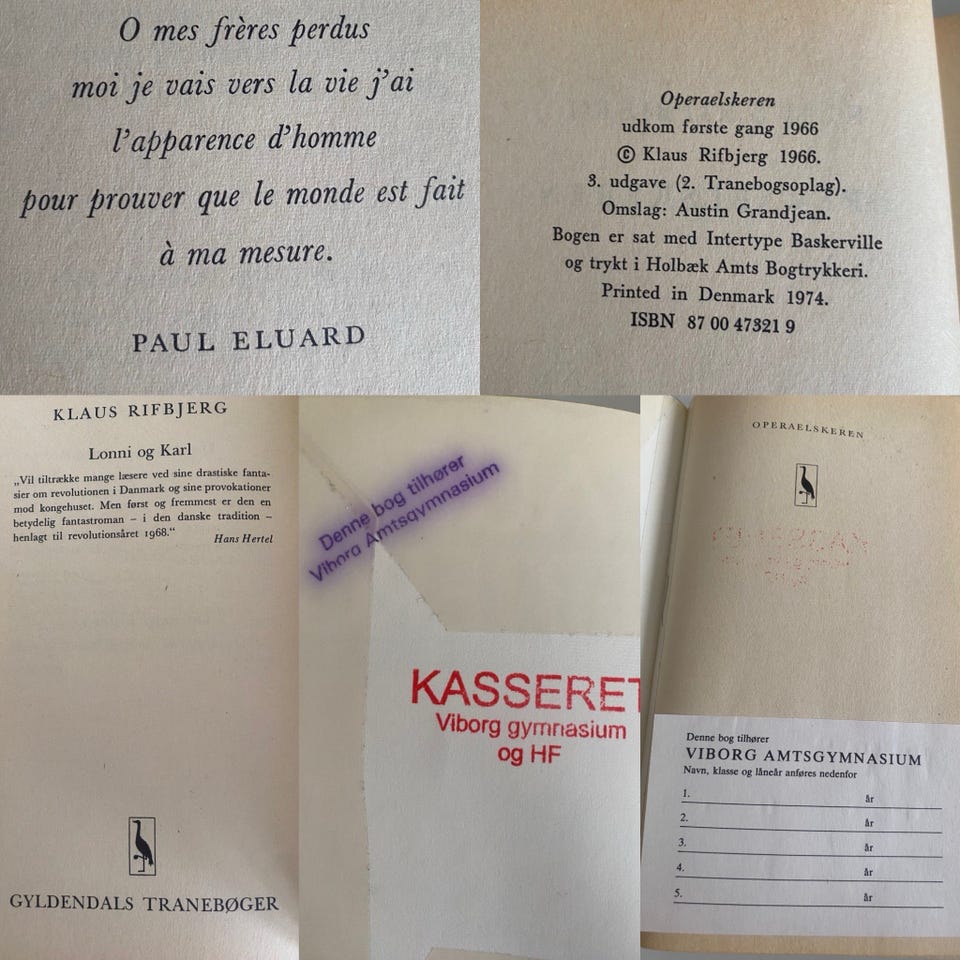 O mes frères perdus
moi je vais vers la vie j'ai
l'apparence d'homme
pour prouver que le monde est fait
à ma mesure.
PAUL ELUARD
Operaelskeren
udkom første gang 1966
© Klaus Rifbjerg 1966.
3. udgave (2. Tranebogsoplag).
Omslag: Austin Grandjean.
Bogen er sat med Intertype Baskerville
og trykt i Holbæk Amts Bogtrykkeri.
Printed in Denmark 1974.
ISBN 87 00 47321 9
KLAUS RIFBJERG
Lonni og Karl
„Vil tiltrække mange læsere ved sine drastiske fanta-
sier om revolutionen i Danmark og sine provokationer
mod kongehuset. Men først og fremmest er den en
betydelig fantastroman – i den danske tradition –
henlagt til revolutionsåret 1968.“
Hans Hertel
GYLDENDALS TRANEBØGER
Denne bog tilhører
Viborg Amtsgymnasium
KASSERET
Viborg gymnasium
og HF
OPERAELSKEREN
Denne bog tilhører
VIBORG AMTSGYMNASIUM
Navn, klasse og låneår anføres nedenfor
1. år
2. år
3. år
4. år
5. år